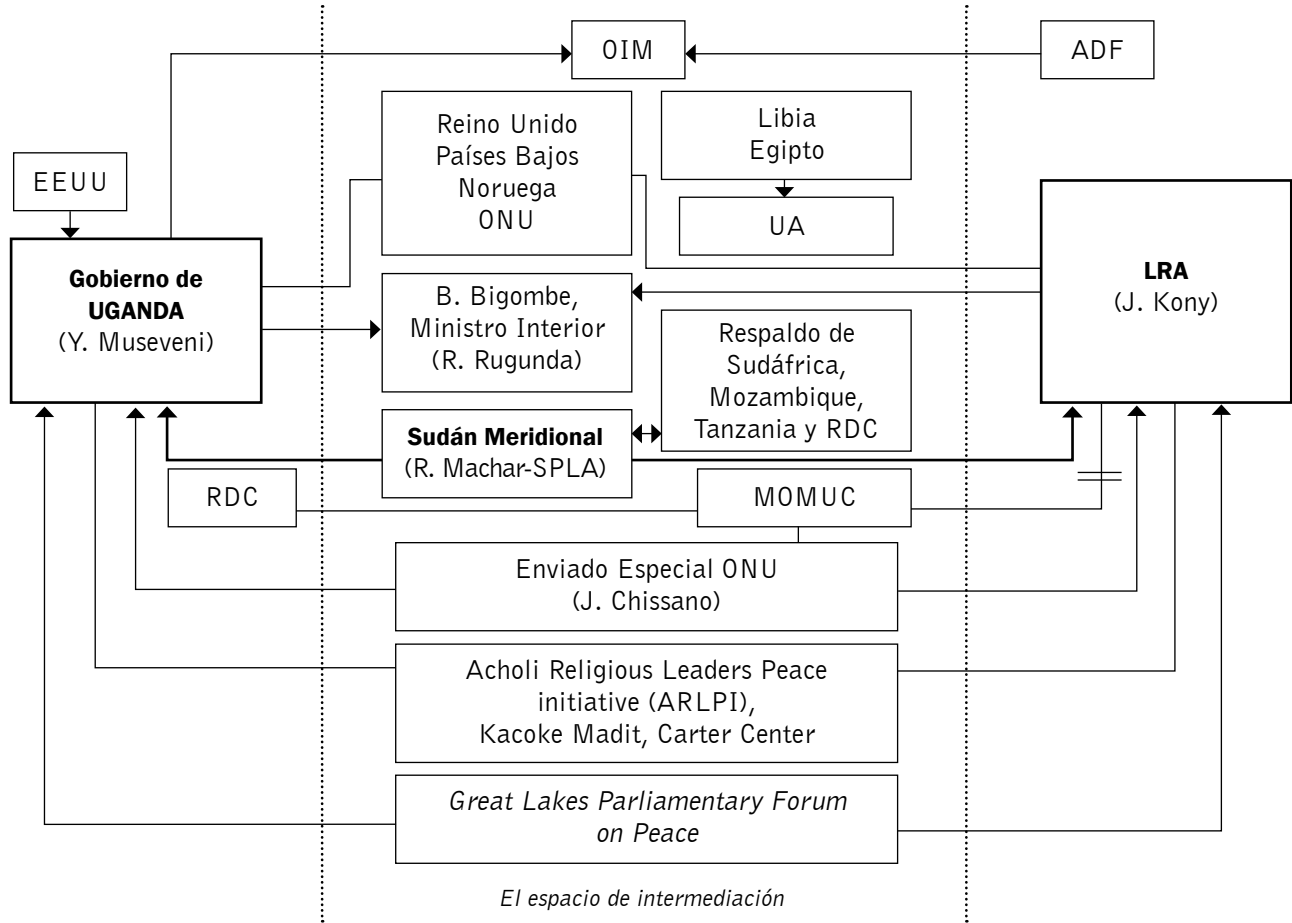 OIM
ADF
Reino Unido
Países Bajos
Noruega
ONU
Libia
Egipto
EEUU
UA
Gobierno de
UGANDA
(Y. Museveni)
LRA
(J. Kony)
B. Bigombe,
Ministro Interior
(R. Rugunda)
Respaldo de
Sudáfrica,
Mozambique,
Tanzania y RDC
Sudán Meridional
(R. Machar-SPLA)
RDC
MOMUC
Enviado Especial ONU
(J. Chissano)
Acholi Religious Leaders Peace
initiative (ARLPI),
Kacoke Madit, Carter Center
Great Lakes Parliamentary Forum
on Peace
El espacio de intermediación